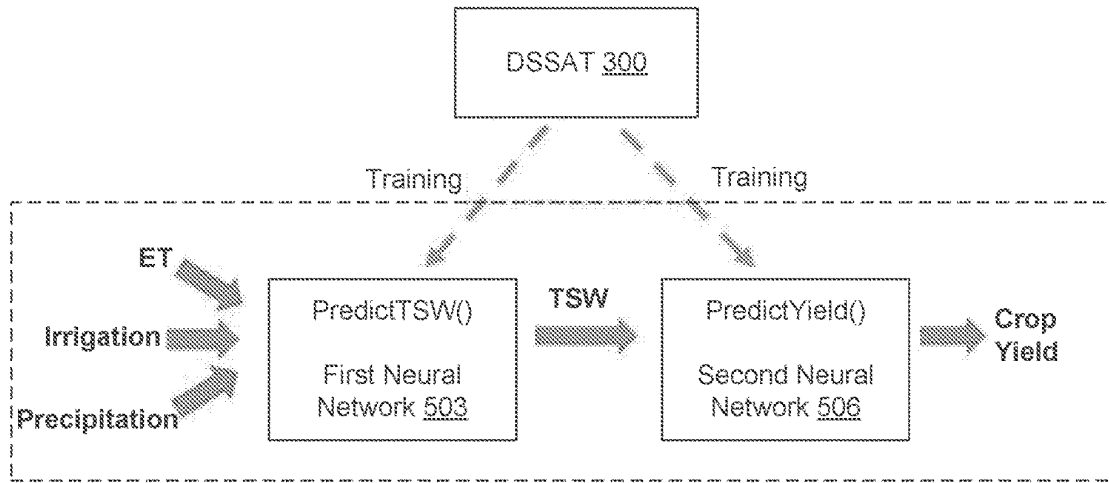 DSSAT 300
Training
Training
ET
Irrigation
Precipitation
PredictTSW()
First Neural
Network 503
TSW
PredictYield()
Second Neural
Network 506
Crop
Yield